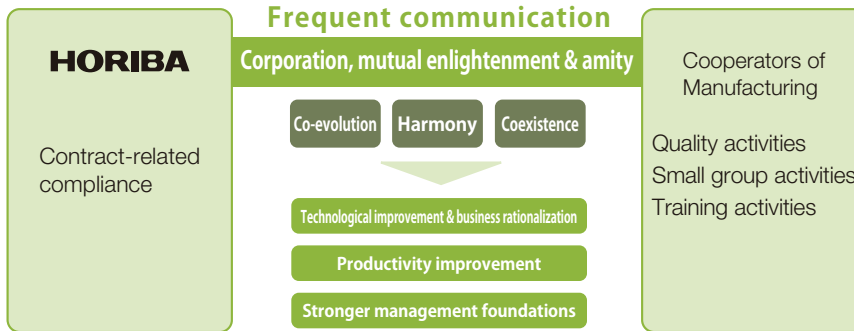 Frequent communication
HORIBA
Corporation, mutual enlightenment & amity
Contract-related
compliance
Co-evolution
Harmony
Coexistence
Technological improvement & business rationalization
Productivity improvement
Stronger management foundations
Cooperators of
Manufacturing
Quality activities
Small group activities
Training activities